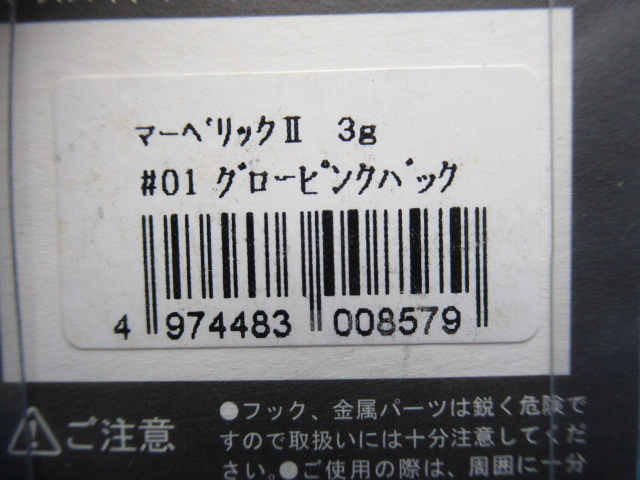 マーベリックⅡ 3g
#01 グローピンクバック
4 974483 008579
ご注意
●フック、金属パーツは鋭く危険で
すので取扱いには十分注意してくだ
さい。●ご使用の際は、周囲に十分